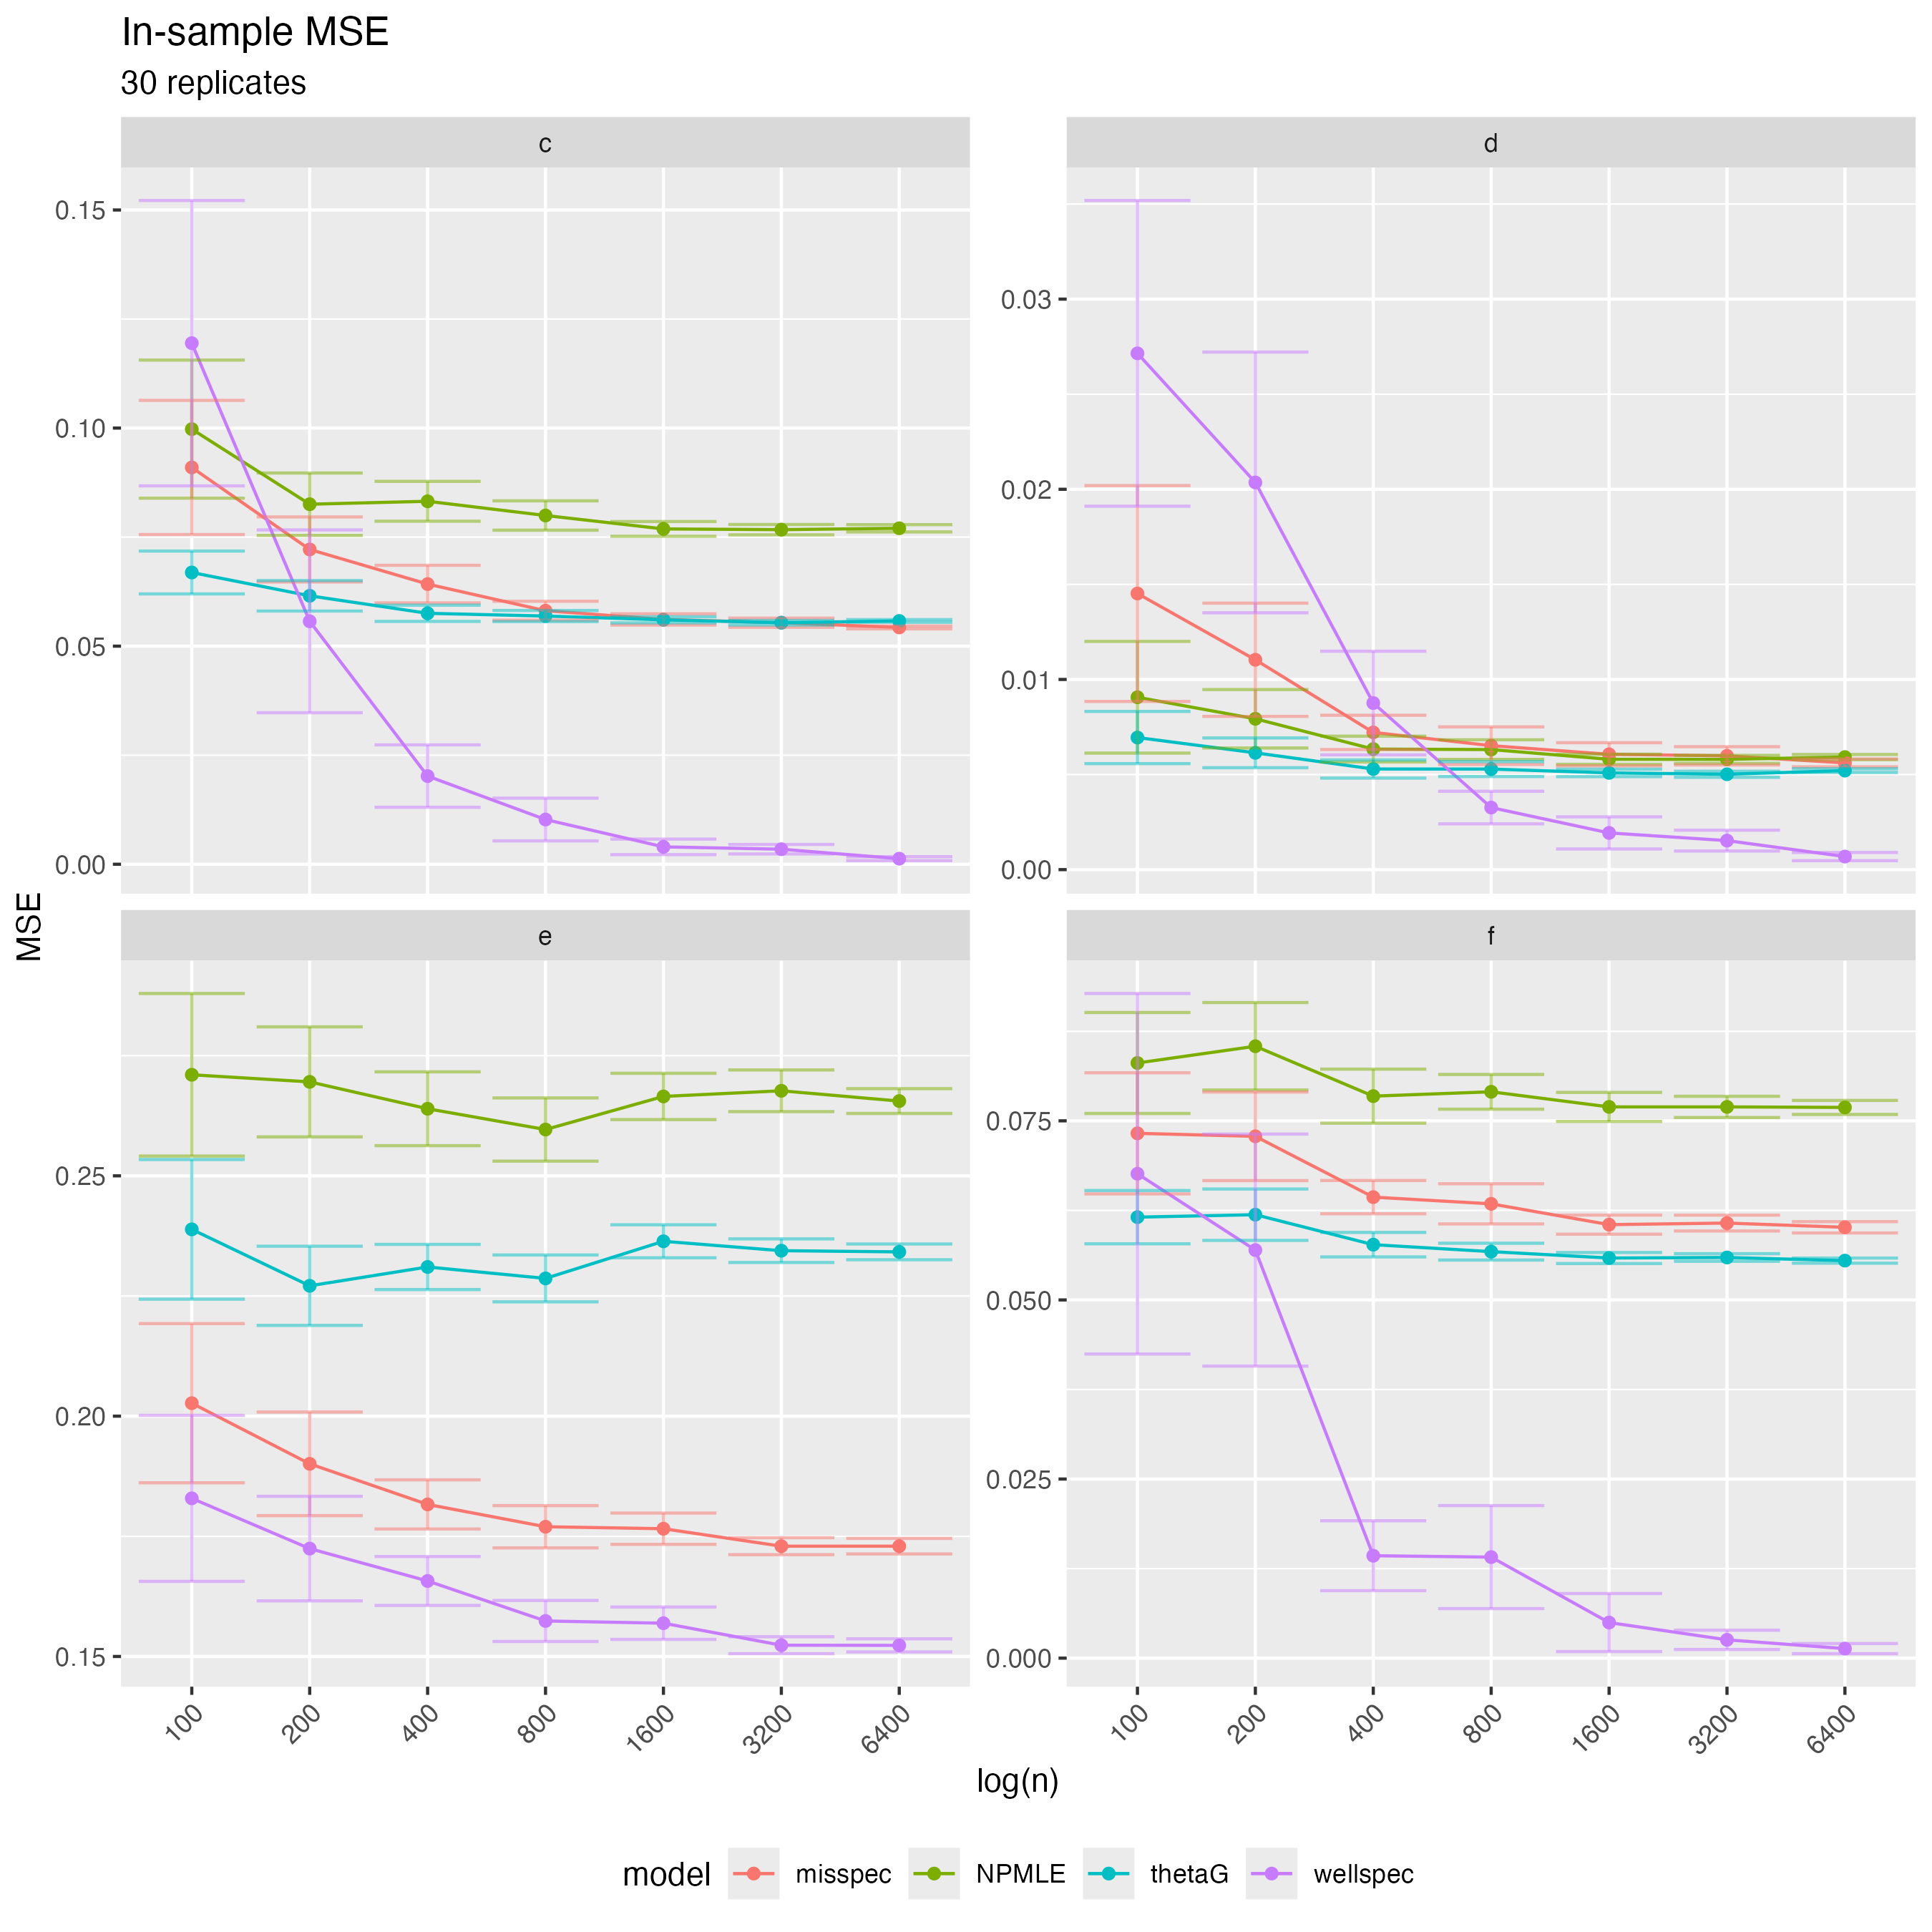 In-sample MSE
30 replicates
c
d
0.15
0.10
0.05
0.00
0.03
0.02
0.01
0.00
MSE
e
f
0.25
0.20
0.15
0.075
0.050
0.025
0.000
100 200 400 800 1600 3200 6400
100 200 400 800 1600 3200 6400
log(n)
model misspec NPMLE thetaG wellspec